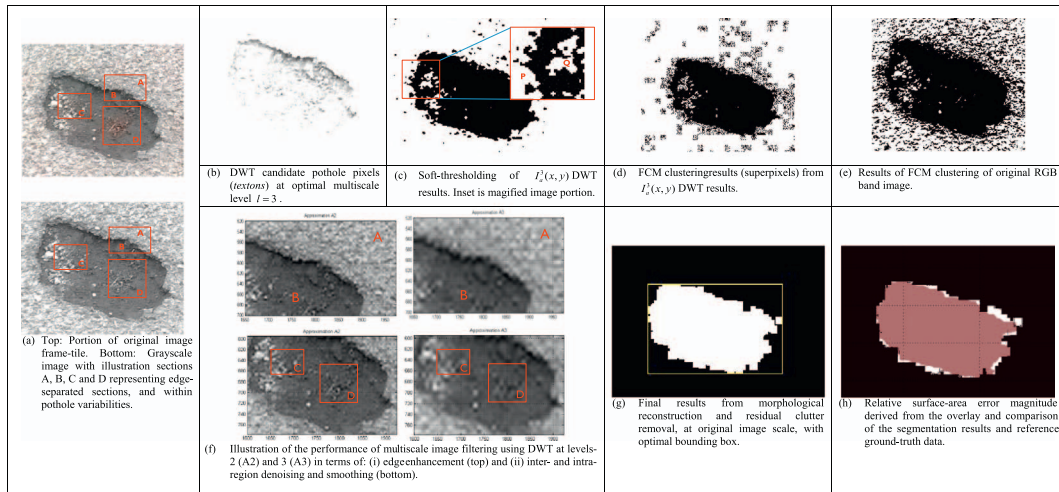 A
B
C
D
A
B
C
D
(a) Top: Portion of original image
frame-tile. Bottom: Grayscale
image with illustration sections
A, B, C and D representing edge-
separated sections, and within
pothole variabilities.
(b) DWT candidate pothole pixels
(textons) at optimal multiscale
level l = 3 .
P
Q
(c) Soft-thresholding of I_a^3(x, y) DWT
results. Inset is magified image portion.
(d) FCM clusteringresults (superpixels) from
I_a^3(x, y) DWT results.
(e) Results of FCM clustering of original RGB
band image.
Approximation A2
A
B
A
B
Approximation A2
C
D
Approximation A3
C
D
(f) Illustration of the performance of multiscale image filtering using DWT at levels-
2 (A2) and 3 (A3) in terms of: (i) edgeenhancement (top) and (ii) inter- and intra-
region denoising and smoothing (bottom).
(g) Final results from morphological
reconstruction and residual clutter
removal, at original image scale, with
optimal bounding box.
(h) Relative surface-area error magnitude
derived from the overlay and comparison
of the segmentation results and reference
ground-truth data.